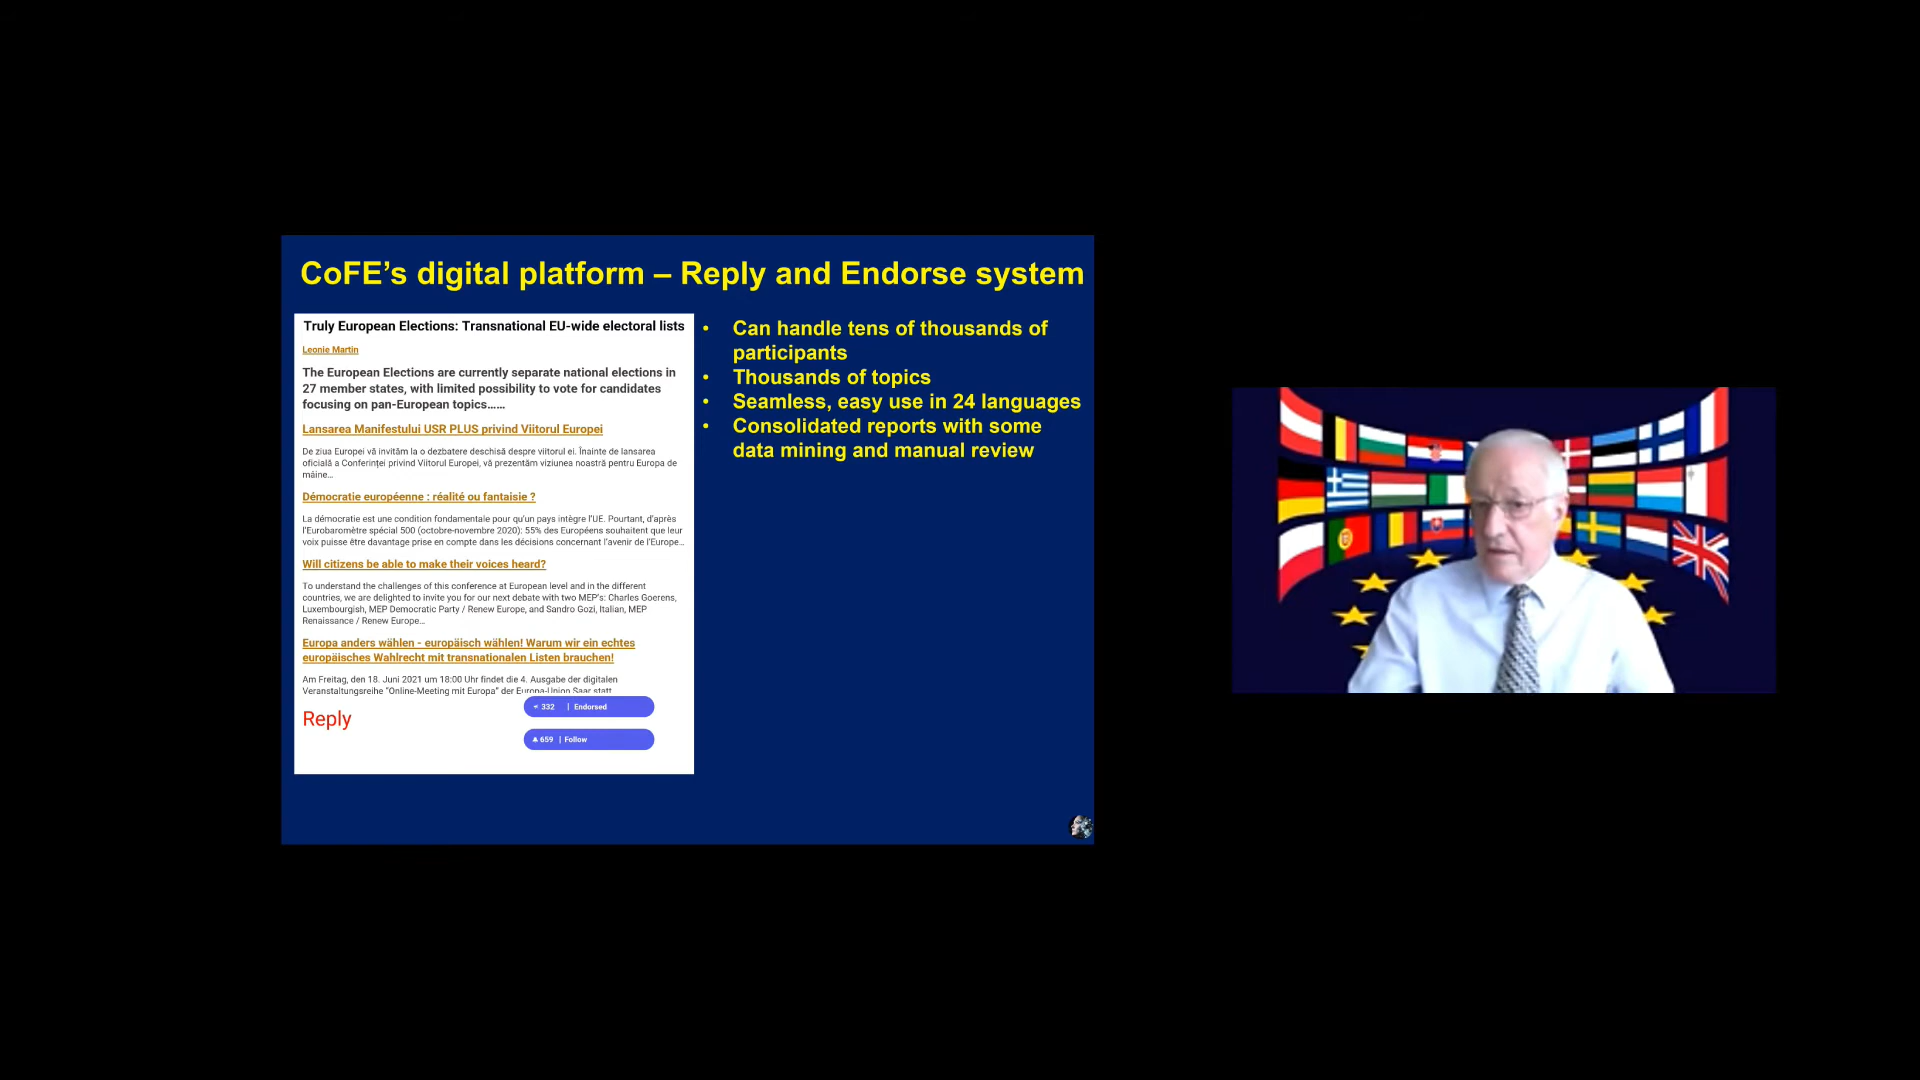 CoFE’s digital platform – Reply and Endorse system
Truly European Elections: Transnational EU-wide electoral lists
Leonie Martin
The European Elections are currently separate national elections in
27 member states, with limited possibility to vote for candidates
focusing on pan-European topics……
Lansarea Manifestului USR PLUS privind Viitorul Europei
De ziua Europei vă invităm la o dezbatere deschisă despre viitorul ei. Înainte de lansarea
oficială a Conferinței privind Viitorul Europei, vă prezentăm viziunea noastră pentru Europa de
mâine…
Démocratie européenne : réalité ou fantaisie ?
La démocratie est une condition fondamentale pour qu’un pays intègre l’UE. Pourtant, d’après
l’Eurobaromètre spécial 500 (octobre-novembre 2020): 55% des Européens souhaitent que leur
voix puisse être davantage prise en compte dans les décisions concernant l’avenir de l’Europe…
Will citizens be able to make their voices heard?
To understand the challenges of this conference at European level and in the different
countries, we are delighted to invite you for our next debate with two MEP’s: Charles Goerens,
Luxembourgish, MEP Democratic Party / Renew Europe, and Sandro Gozi, Italian, MEP
Renaissance / Renew Europe…
Europa anders wählen - europäisch wählen! Warum wir ein echtes
europäisches Wahlrecht mit transnationalen Listen brauchen!
Am Freitag, den 18. Juni 2021 um 18:00 Uhr findet die 4. Ausgabe der digitalen
Veranstaltungsreihe “Online-Meeting mit Europa” der Europa-Union Saar statt
332 | Endorsed
Reply
659 | Follow
• Can handle tens of thousands of
participants
• Thousands of topics
• Seamless, easy use in 24 languages
• Consolidated reports with some
data mining and manual review